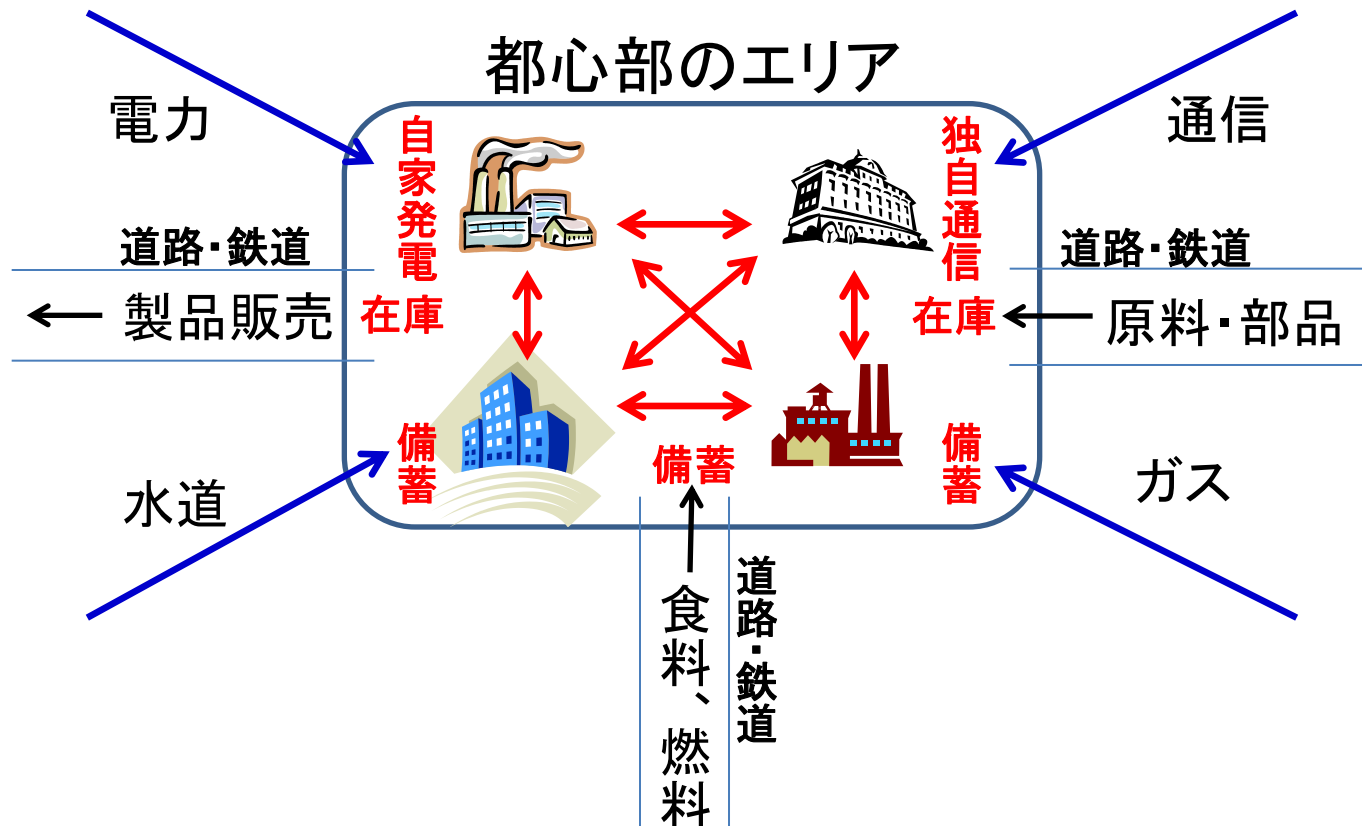 都心部のエリア
電力
通信
自家発電
独自通信
道路・鉄道
道路・鉄道
製品販売
在庫
在庫
原料・部品
備蓄
備蓄
備蓄
水道
ガス
食料、燃料
道路・鉄道